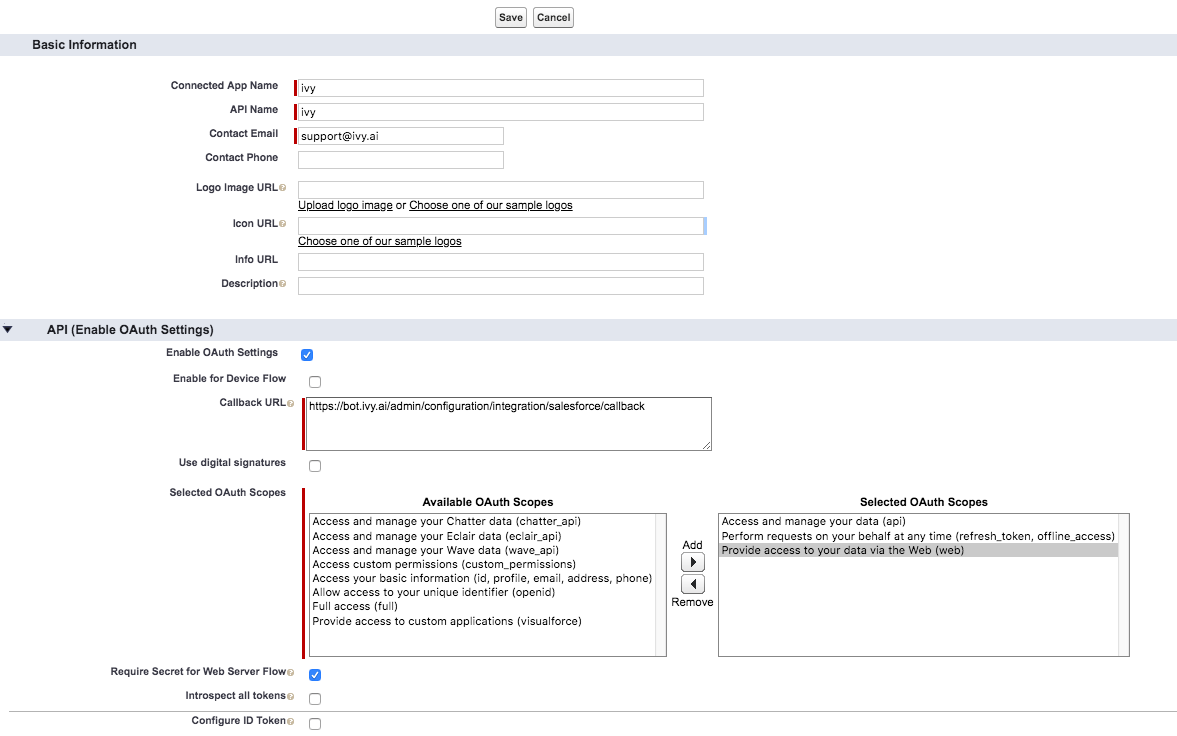 Save Cancel
Basic Information
Connected App Name ivy
API Name ivy
Contact Email support@ivy.ai
Contact Phone
Logo Image URL
Upload logo image or Choose one of our sample logos
Icon URL
Choose one of our sample logos
Info URL
Description
API (Enable OAuth Settings)
Enable OAuth Settings
Enable for Device Flow
Callback URL https://bot.ivy.ai/admin/configuration/integration/salesforce/callback
Use digital signatures
Selected OAuth Scopes
Available OAuth Scopes
Access and manage your Chatter data (chatter_api)
Access and manage your Eclair data (eclair_api)
Access and manage your Wave data (wave_api)
Access custom permissions (custom_permissions)
Access your basic information (id, profile, email, address, phone)
Allow access to your unique identifier (openid)
Full access (full)
Provide access to custom applications (visualforce)
Add
Remove
Selected OAuth Scopes
Access and manage your data (api)
Perform requests on your behalf at any time (refresh_token, offline_access)
Provide access to your data via the Web (web)
Require Secret for Web Server Flow
Introspect all tokens
Configure ID Token